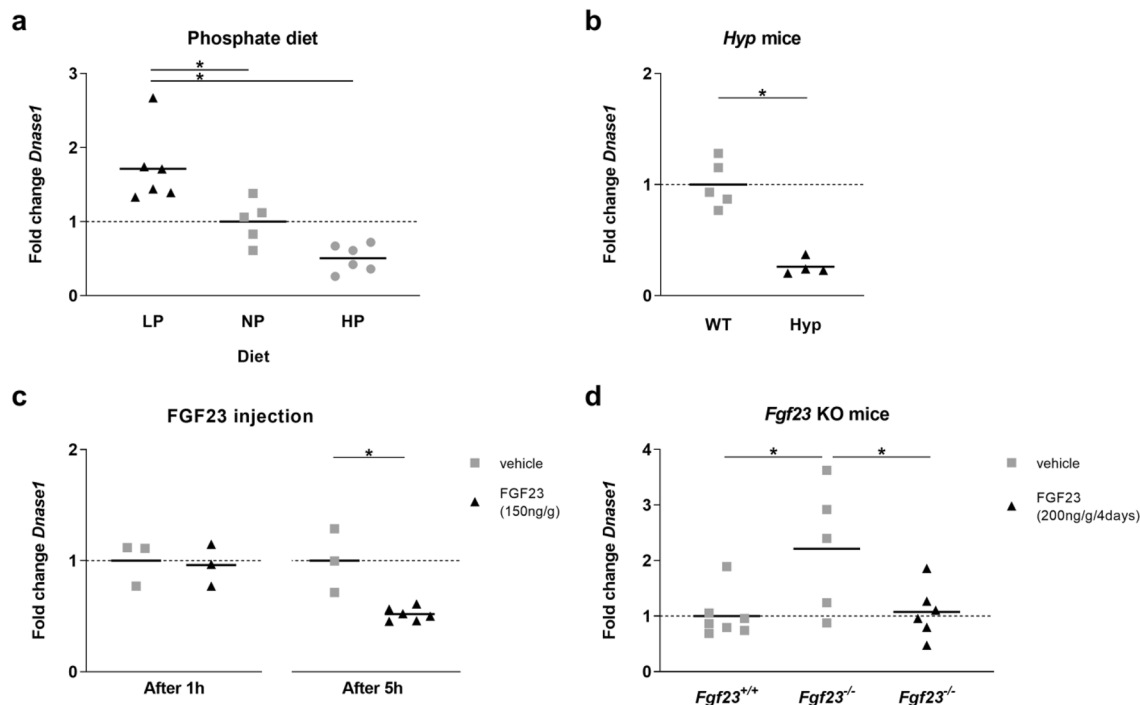 a
Phosphate diet
*
*
3
2
1
0
Fold change Dnase1
LP NP HP
Diet
b
Hyp mice
*
2
1
0
Fold change Dnase1
WT Hyp
c
FGF23 injection
*
2
1
0
Fold change Dnase1
After 1h After 5h
vehicle
FGF23
(150ng/g)
d
Fgf23 KO mice
* *
4
3
2
1
0
Fold change Dnase1
Fgf23+/+ Fgf23-/- Fgf23-/-
vehicle
FGF23
(200ng/g/4days)